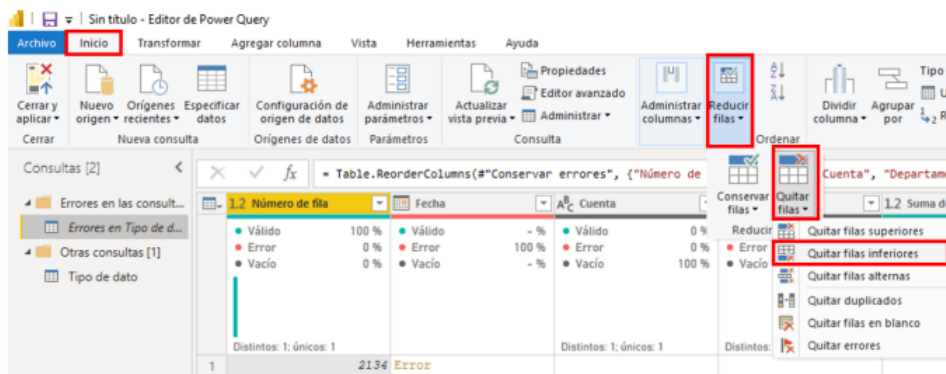 Sin título - Editor de Power Query
Archivo Inicio Transformar Agregar columna Vista Herramientas Ayuda
Cerrar y aplicar
Nuevo origen
Orígenes recientes
Especificar datos
Configuración de origen de datos
Administrar parámetros
Actualizar vista previa
Propiedades
Editor avanzado
Administrar
Administrar columnas
Reducir filas
Dividir columna
Agrupar por
Tipo
Cerrar
Nueva consulta
Orígenes de datos
Parámetros
Consulta
Ordenar
Consultas [2]
Errores en las consult...
Errores en Tipo de d...
Otras consultas [1]
Tipo de dato
fx
= Table.ReorderColumns(#"Conservar errores", {"Número de
Cuenta", "Departam
Conservar filas
Quitar filas
Reducir
Quitar filas superiores
Quitar filas inferiores
Quitar filas alternas
Quitar duplicados
Quitar filas en blanco
Quitar errores
1.2 Número de fila
Fecha
ABC Cuenta
1.2 Suma de
Válido 100 %
Error 0 %
Vacío 0 %
Distintos: 1; únicos: 1
Válido - %
Error 100 %
Vacío - %
Válido 0 %
Error 0 %
Vacío 100 %
Distintos: 1; únicos: 1
Error
Distintos:
1 2134 Error